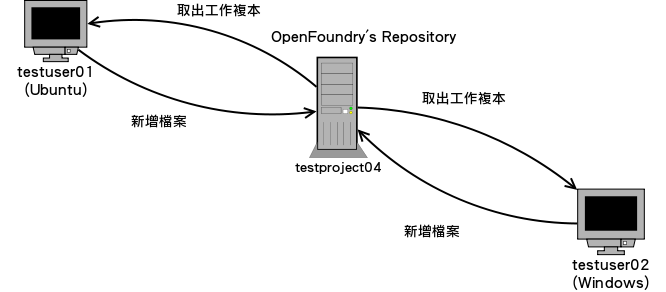 取出工作複本
OpenFoundry's Repository
testuser01
(Ubuntu)
新增檔案
取出工作複本
testproject04
新增檔案
testuser02
(Windows)